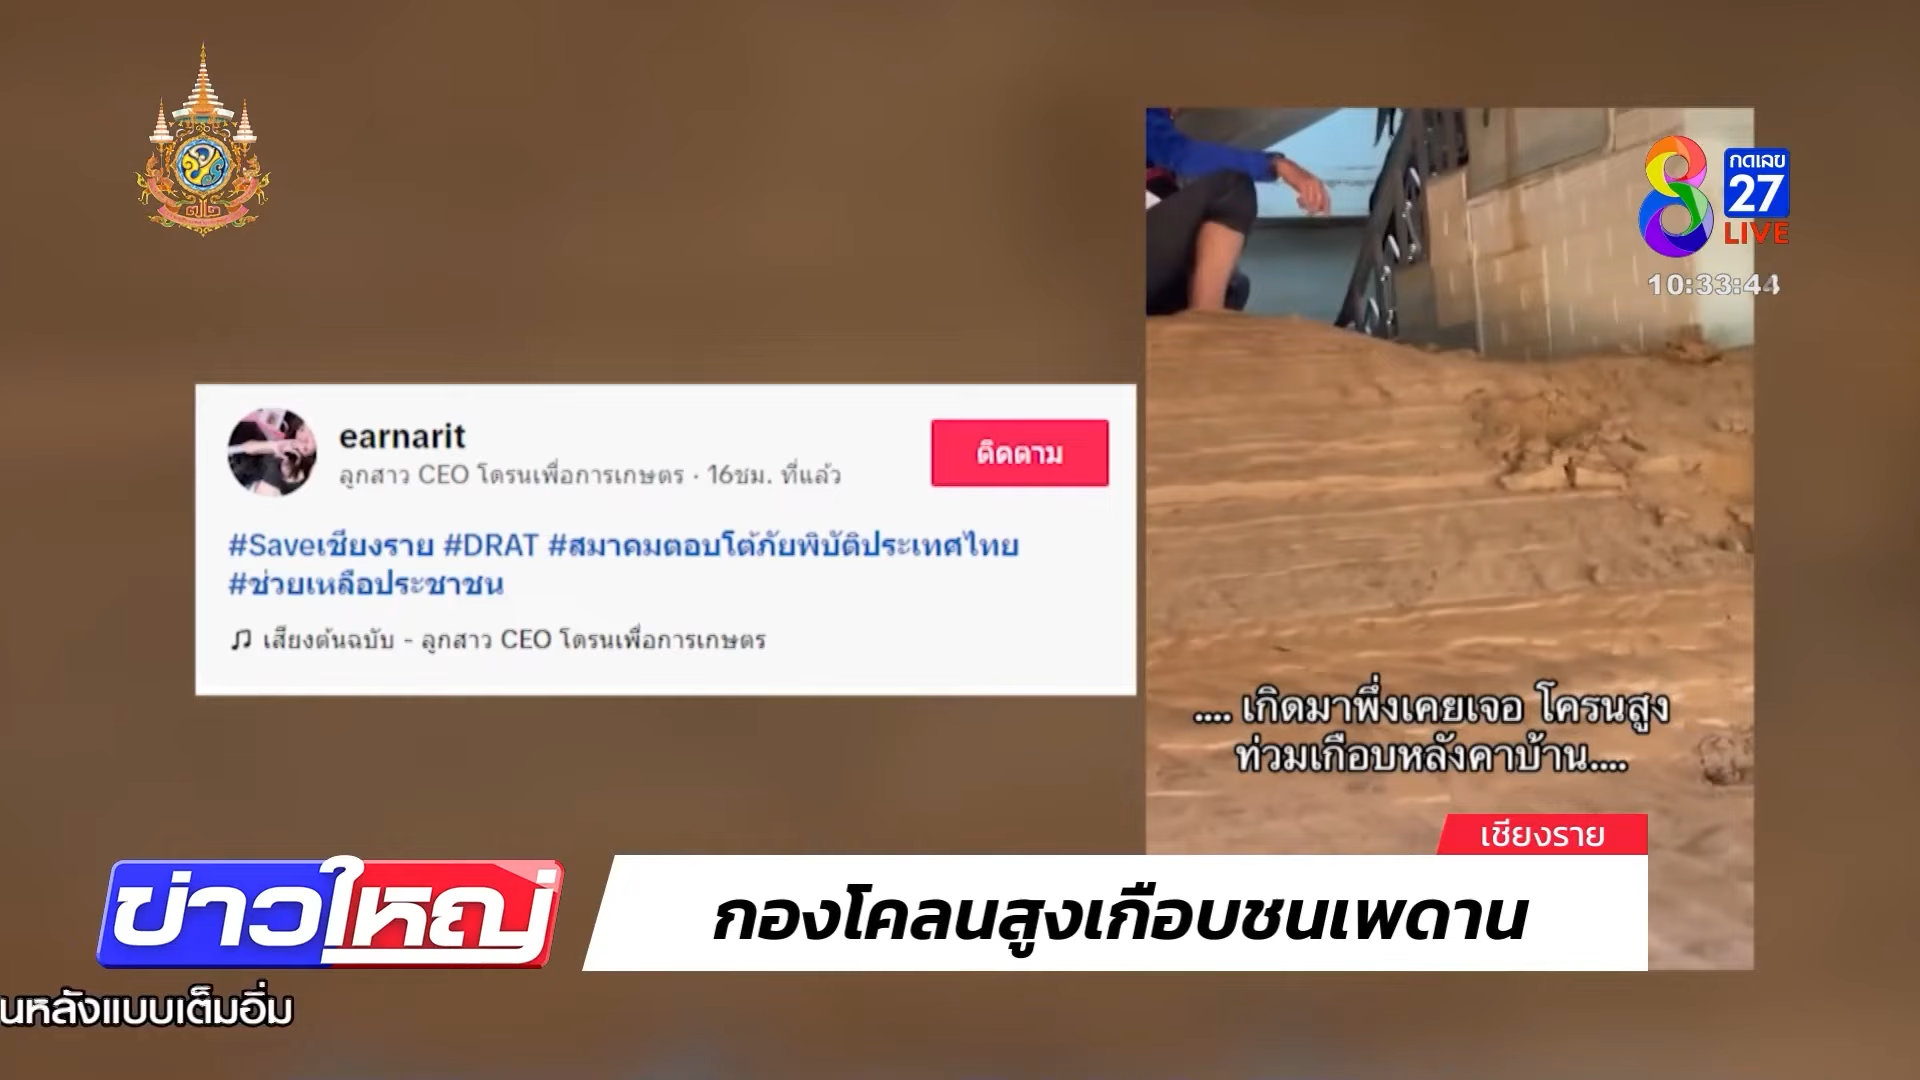 กดเลข
27
LIVE
10:33:44
earnarit
ลูกสาว CEO โดรนเพื่อการเกษตร · 16ชม. ที่แล้ว
ติดตาม
#Saveเชียงราย #DRAT #สมาคมตอบโต้ภัยพิบัติประเทศไทย
#ช่วยเหลือประชาชน
เสียงต้นฉบับ - ลูกสาว CEO โดรนเพื่อการเกษตร
.... เกิดมาพึ่งเคยเจอ โครนสูง
ท่วมเกือบหลังคาบ้าน....
เชียงราย
ข่าวใหญ่
กองโคลนสูงเกือบชนเพดาน
นหลังแบบเต็มอิ่ม